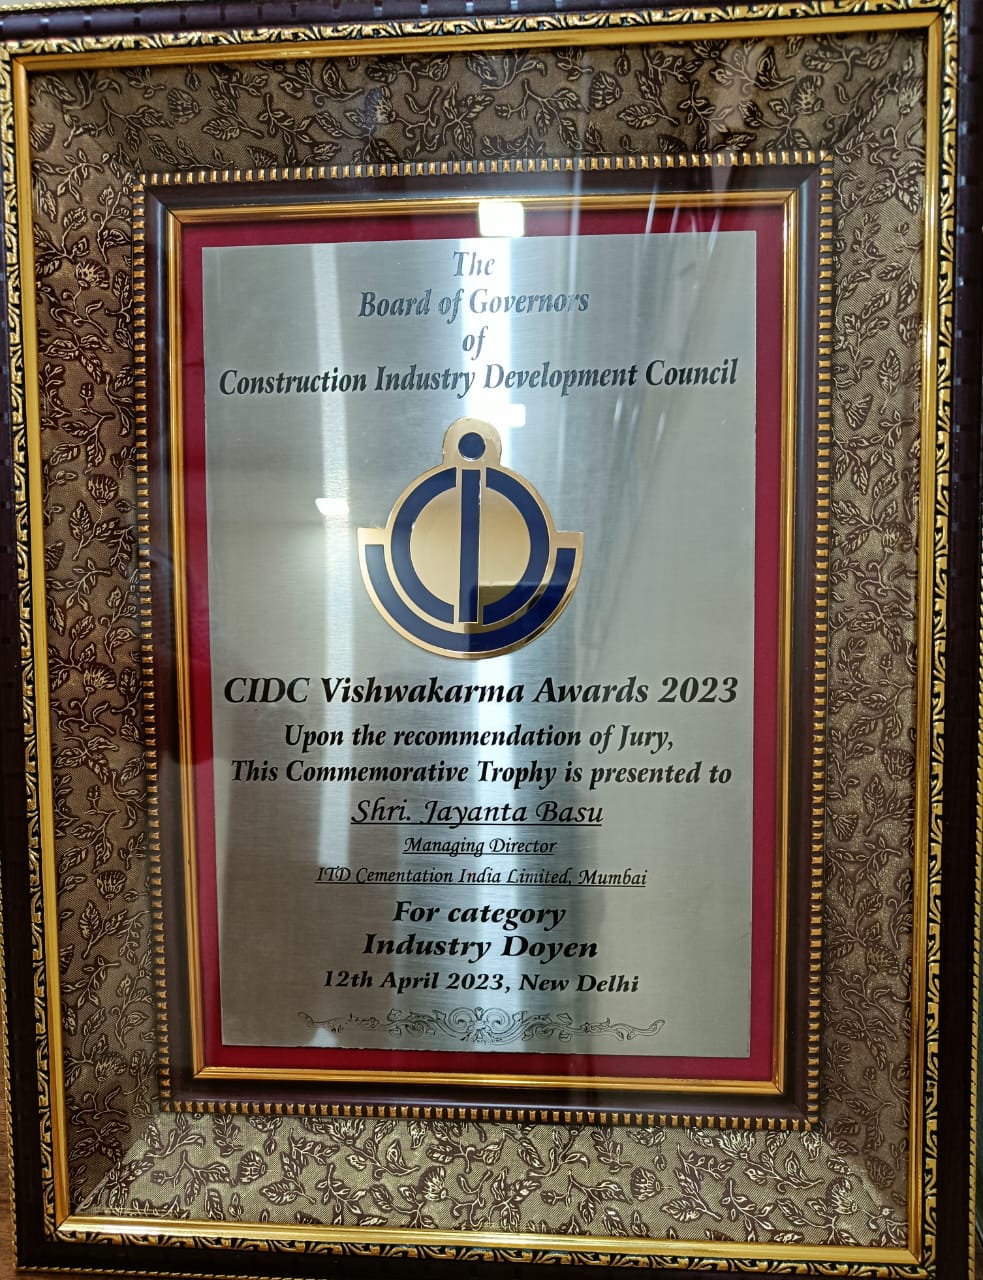 The
Board of Governors
of
Construction Industry Development Council
CIDC Vishwakarma Awards 2023
Upon the recommendation of Jury,
This Commemorative Trophy is presented to
Shri. Jayanta Basu
Managing Director
ITD Cementation India Limited, Mumbai
For category
Industry Doyen
12th April 2023, New Delhi